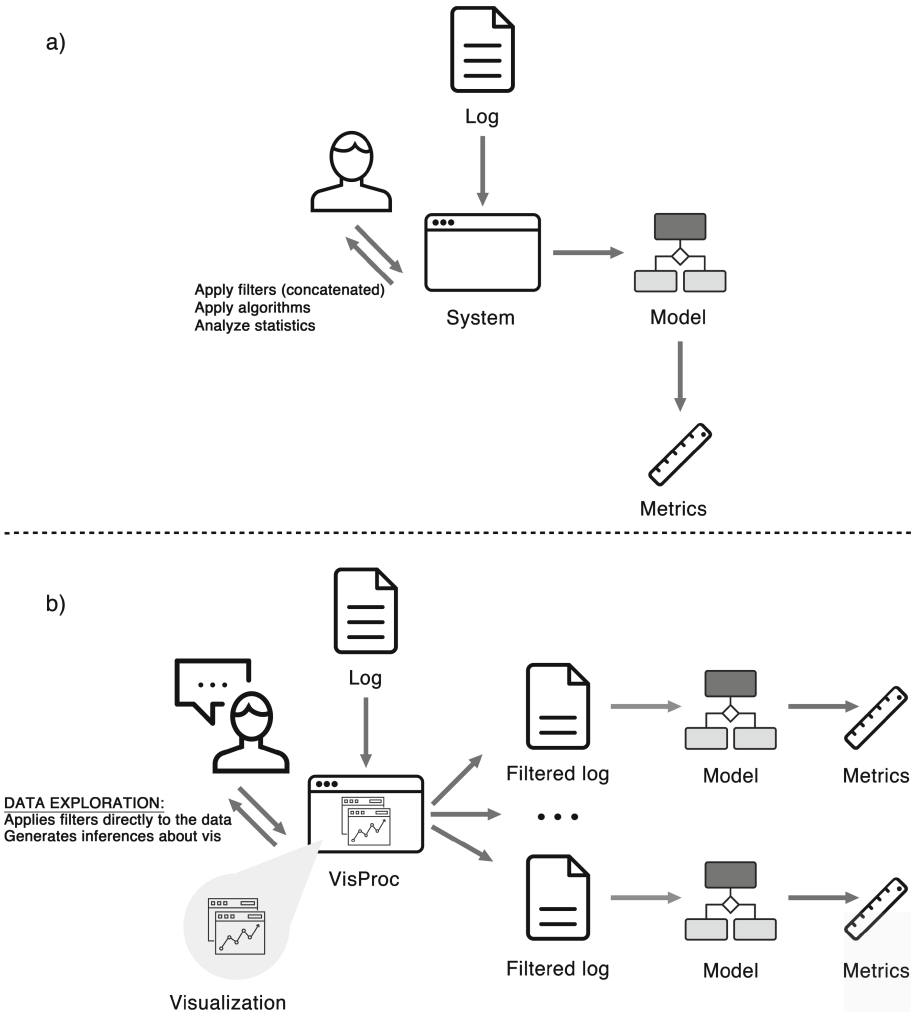 a)
Log
Apply filters (concatenated)
Apply algorithms
Analyze statistics
System
Model
Metrics
b)
Log
DATA EXPLORATION:
Applies filters directly to the data
Generates inferences about vis
VisProc
Visualization
Filtered log
Model
Metrics
Filtered log
Model
Metrics